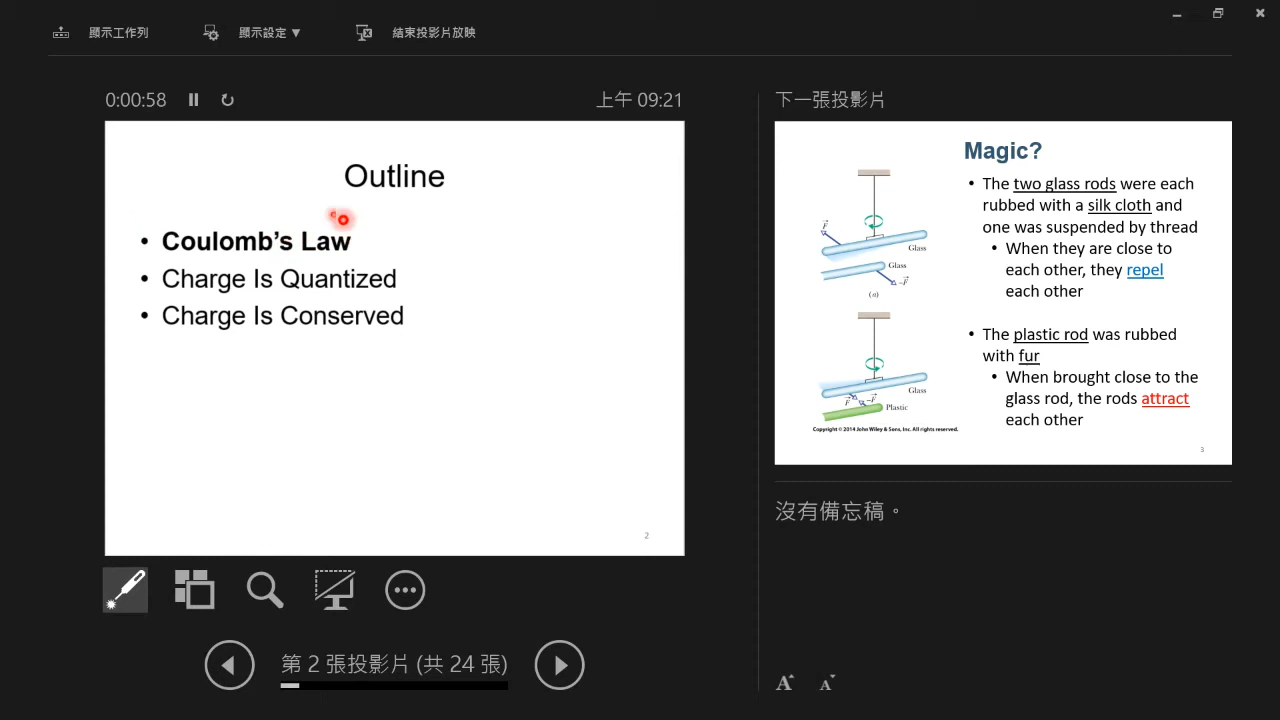 顯示工作列
顯示設定 ▼
結束投影片放映
0:00:58
上午 09:21
Outline
• Coulomb's Law
• Charge Is Quantized
• Charge Is Conserved
2
第 2 張投影片 (共 24 張)
下一張投影片
Magic?
• The two glass rods were each
rubbed with a silk cloth and
one was suspended by thread
• When they are close to
each other, they repel
each other
• The plastic rod was rubbed
with fur
• When brought close to the
glass rod, the rods attract
each other
F
Glass
Glass
–F
(a)
Glass
F
–F
Plastic
Copyright © 2014 John Wiley & Sons, Inc. All rights reserved.
3
沒有備忘稿。
A
A